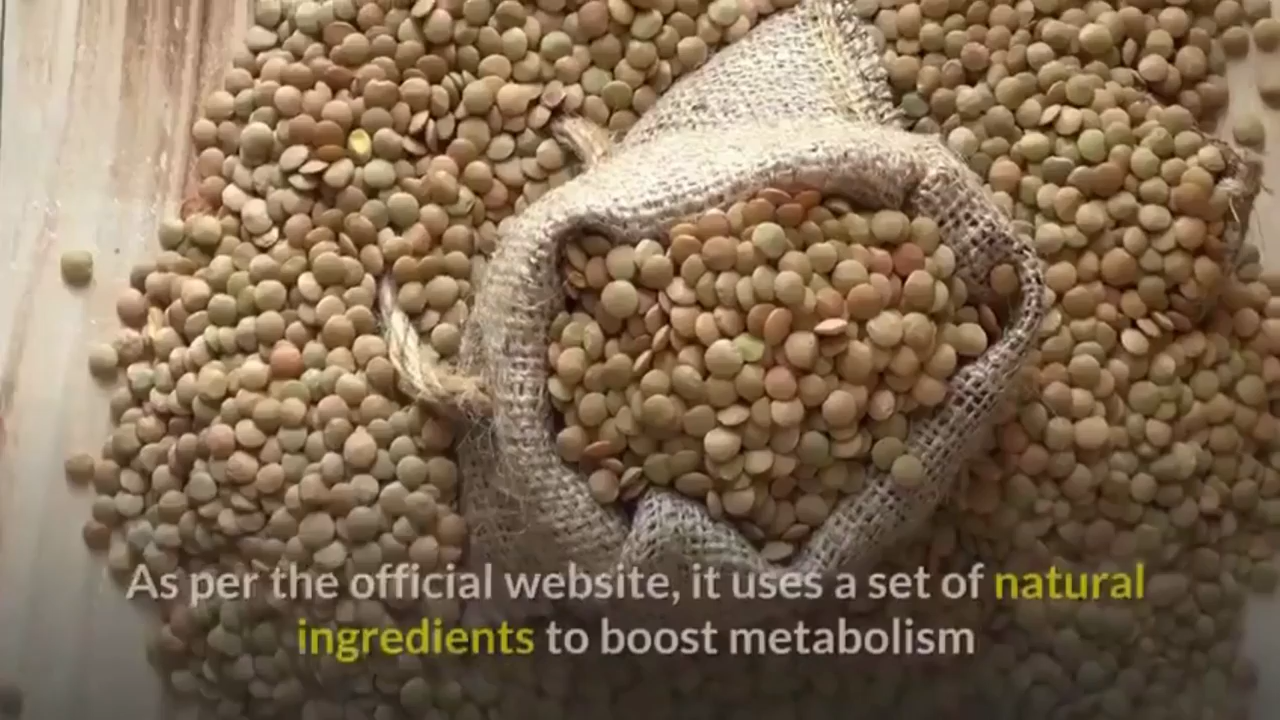 As per the official website, it uses a set of natural
ingredients to boost metabolism